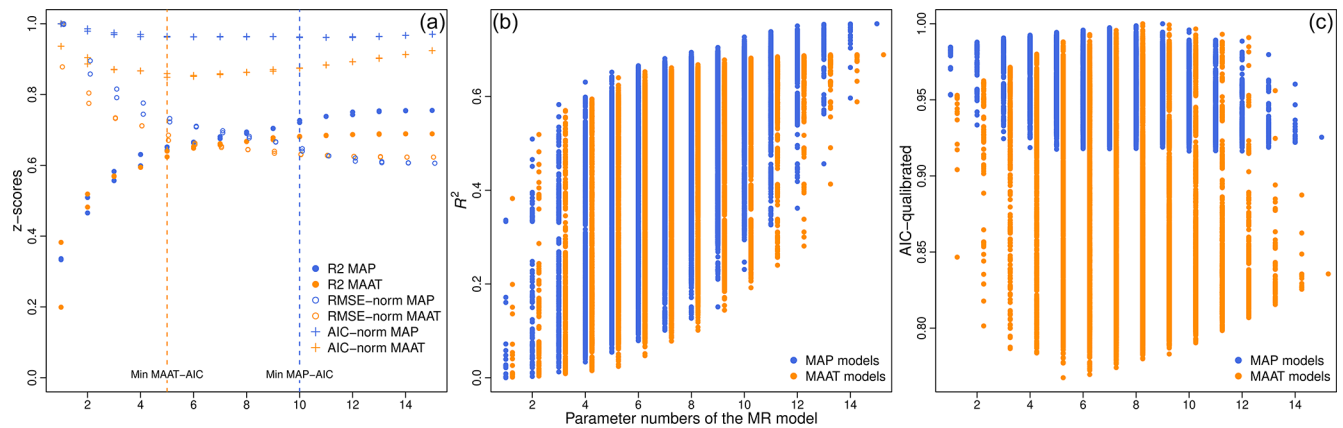 (a)
z−scores
1.0
0.8
0.6
0.4
0.2
0.0
R2 MAP
R2 MAAT
RMSE−norm MAP
RMSE−norm MAAT
AIC−norm MAP
AIC−norm MAAT
Min MAAT−AIC
Min MAP−AIC
2 4 6 8 10 12 14
(b)
R²
0.6
0.4
0.2
0.0
MAP models
MAAT models
2 4 6 8 10 12 14
Parameter numbers of the MR model
(c)
AIC−qualibrated
1.00
0.95
0.90
0.85
0.80
MAP models
MAAT models
2 4 6 8 10 12 14